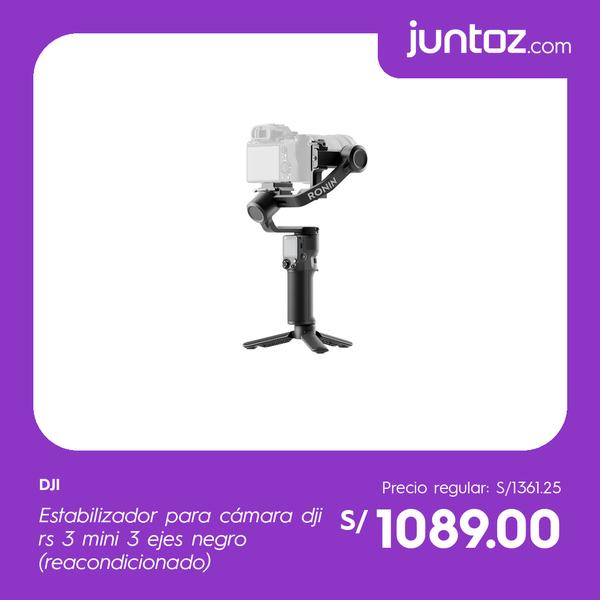 juntoz.com
RONIN
DJI
Estabilizador para cámara dji
rs 3 mini 3 ejes negro
(reacondicionado)
Precio regular: S/1361.25
S/1089.00